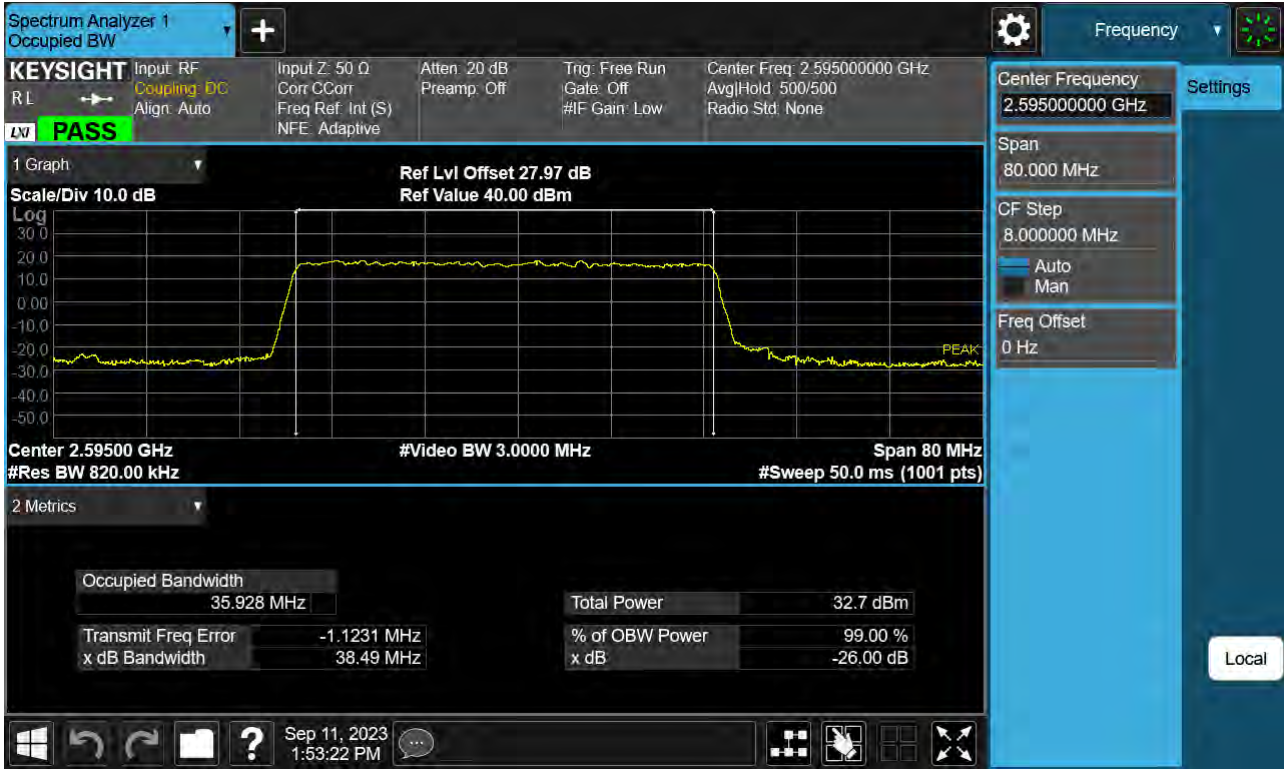 Spectrum Analyzer 1
Occupied BW
Frequency
KEYSIGHT
RL
LXI
PASS
Input: RF
Coupling: DC
Align: Auto
Input Z: 50 Ω
Corr CCorr
Freq Ref: Int (S)
NFE: Adaptive
Atten: 20 dB
Preamp: Off
Trig: Free Run
Gate: Off
#IF Gain: Low
Center Freq: 2.595000000 GHz
Avg|Hold: 500/500
Radio Std: None
1 Graph
Scale/Div 10.0 dB
Ref Lvl Offset 27.97 dB
Ref Value 40.00 dBm
Log
30.0
20.0
10.0
0.00
-10.0
-20.0
-30.0
-40.0
-50.0
PEAK
Center 2.59500 GHz
#Video BW 3.0000 MHz
Span 80 MHz
#Res BW 820.00 kHz
#Sweep 50.0 ms (1001 pts)
2 Metrics
Occupied Bandwidth
35.928 MHz
Total Power 32.7 dBm
Transmit Freq Error -1.1231 MHz
% of OBW Power 99.00 %
x dB Bandwidth 38.49 MHz
x dB -26.00 dB
Center Frequency
2.595000000 GHz
Settings
Span
80.000 MHz
CF Step
8.000000 MHz
Auto
Man
Freq Offset
0 Hz
Local
?
Sep 11, 2023
1:53:22 PM